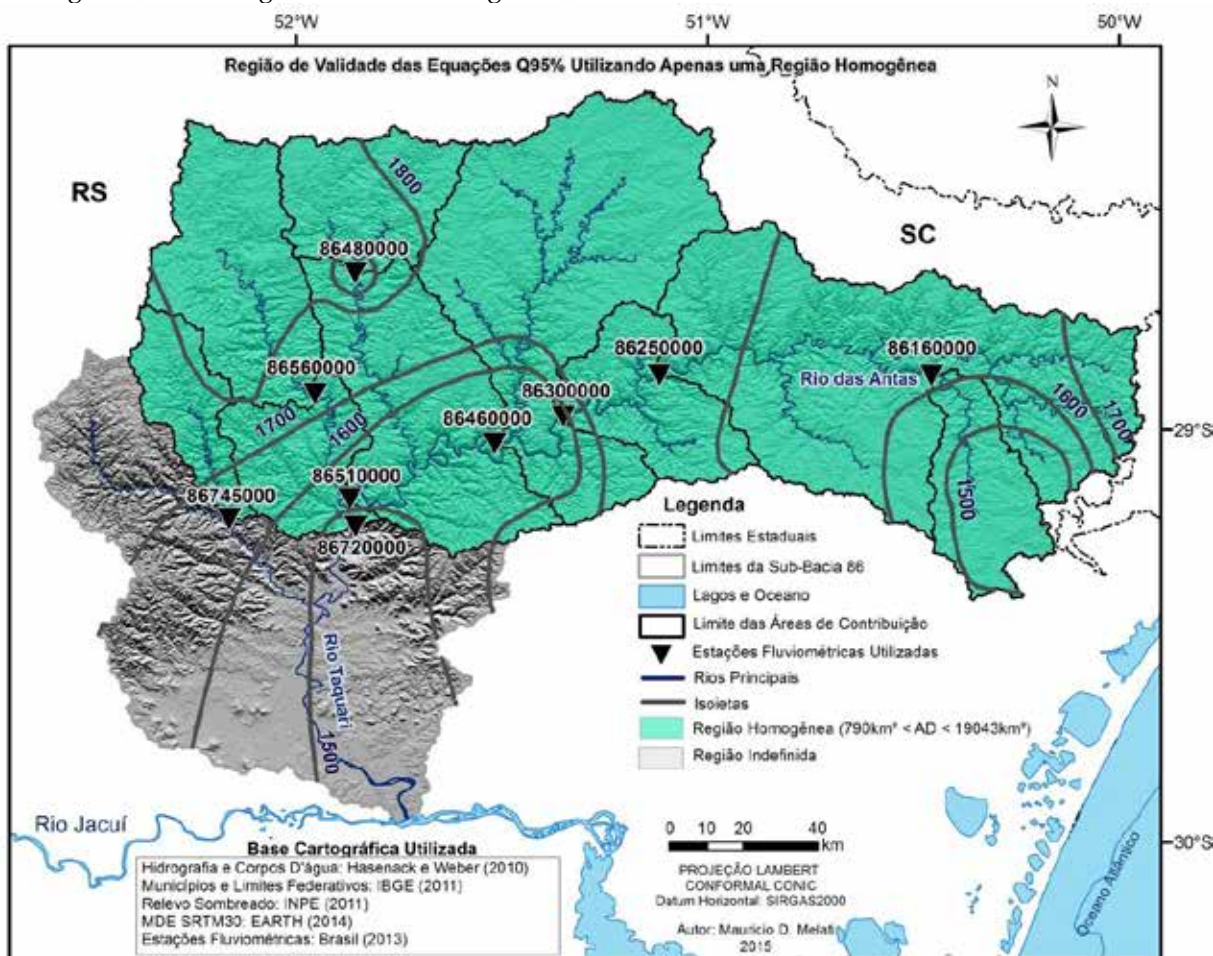 52°W
51°W
50°W
Região de Validade das Equações Q95% Utilizando Apenas uma Região Homogênea
N
RS
SC
1800
86480000
86560000
86250000
86160000
Rio das Antas
86300000
1700
1600
86460000
1600
1700
29°S
86510000
86745000
86720000
1500
Rio Taquari
1500
Legenda
Limites Estaduais
Limites da Sub-Bacia 86
Lagos e Oceano
Limite das Áreas de Contribuição
Estações Fluviométricas Utilizadas
Rios Principais
Isoietas
Região Homogênea (790km² < AD < 19043km²)
Região Indefinida
Rio Jacuí
30°S
0 10 20 40
km
PROJEÇÃO LAMBERT
CONFORMAL CONIC
Datum Horizontal: SIRGAS2000
Autor: Mauricio D. Melati
2015
Oceano Atlântico
Base Cartográfica Utilizada
Hidrografia e Corpos D'água: Hasenack e Weber (2010)
Municípios e Limites Federativos: IBGE (2011)
Relevo Sombreado: INPE (2011)
MDE SRTM30: EARTH (2014)
Estações Fluviométricas: Brasil (2013)